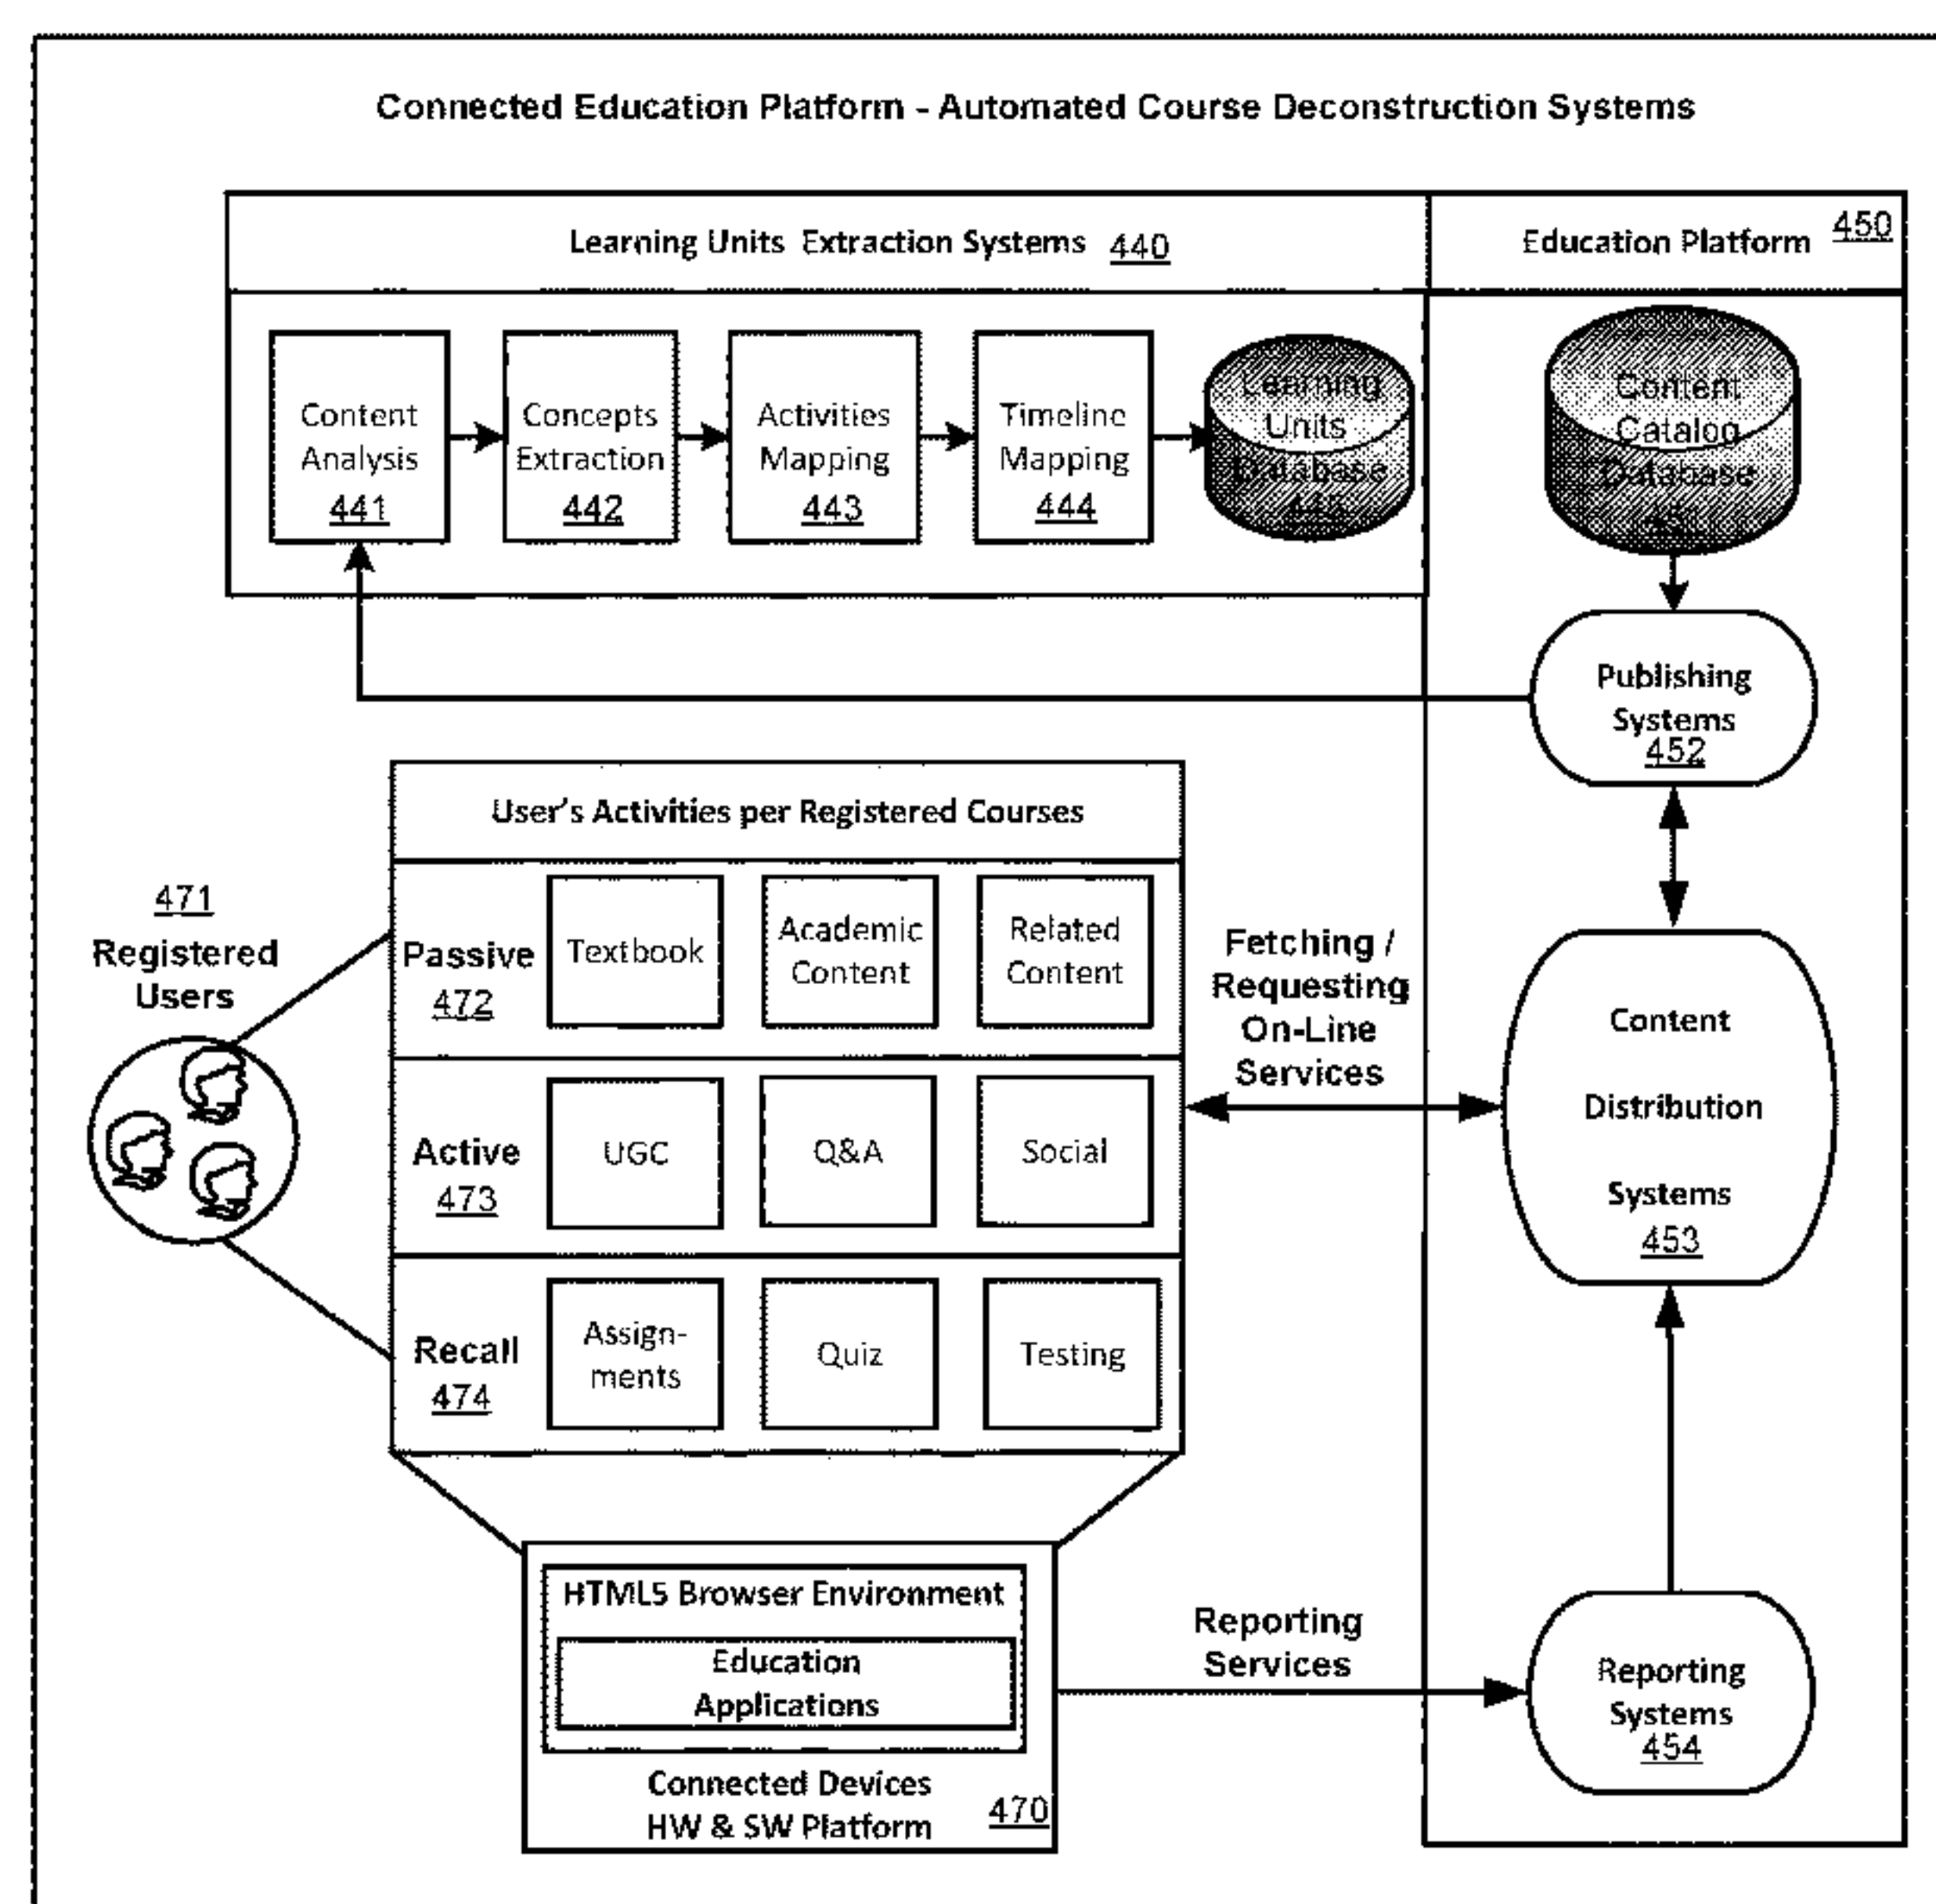 Connected Education Platform - Automated Course Deconstruction Systems
Learning Units Extraction Systems 440
Education Platform 450
Content
Analysis
441
Concepts
Extraction
442
Activities
Mapping
443
Timeline
Mapping
444
Learning
Units
Database
445
Content
Catalog
Database
451
Publishing
Systems
452
User's Activities per Registered Courses
471
Registered
Users
Passive
472
Textbook
Academic
Content
Related
Content
Active
473
UGC
Q&A
Social
Recall
474
Assign-
ments
Quiz
Testing
Fetching /
Requesting
On-Line
Services
Content
Distribution
Systems
453
HTML5 Browser Environment
Education
Applications
Connected Devices
HW & SW Platform
470
Reporting
Services
Reporting
Systems
454